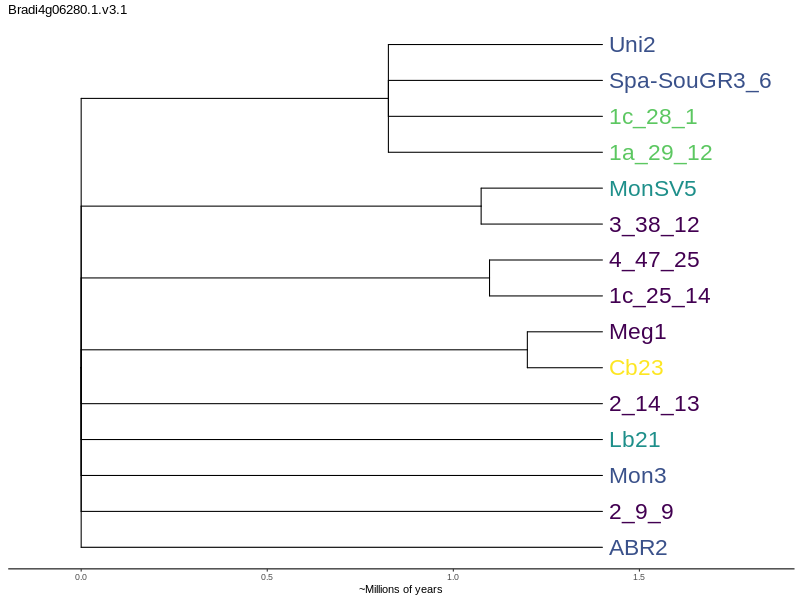 Bradi4g06280.1.v3.1
Uni2
Spa-SouGR3_6
1c_28_1
1a_29_12
MonSV5
3_38_12
4_47_25
1c_25_14
Meg1
Cb23
2_14_13
Lb21
Mon3
2_9_9
ABR2
0.0 0.5 1.0 1.5
~Millions of years